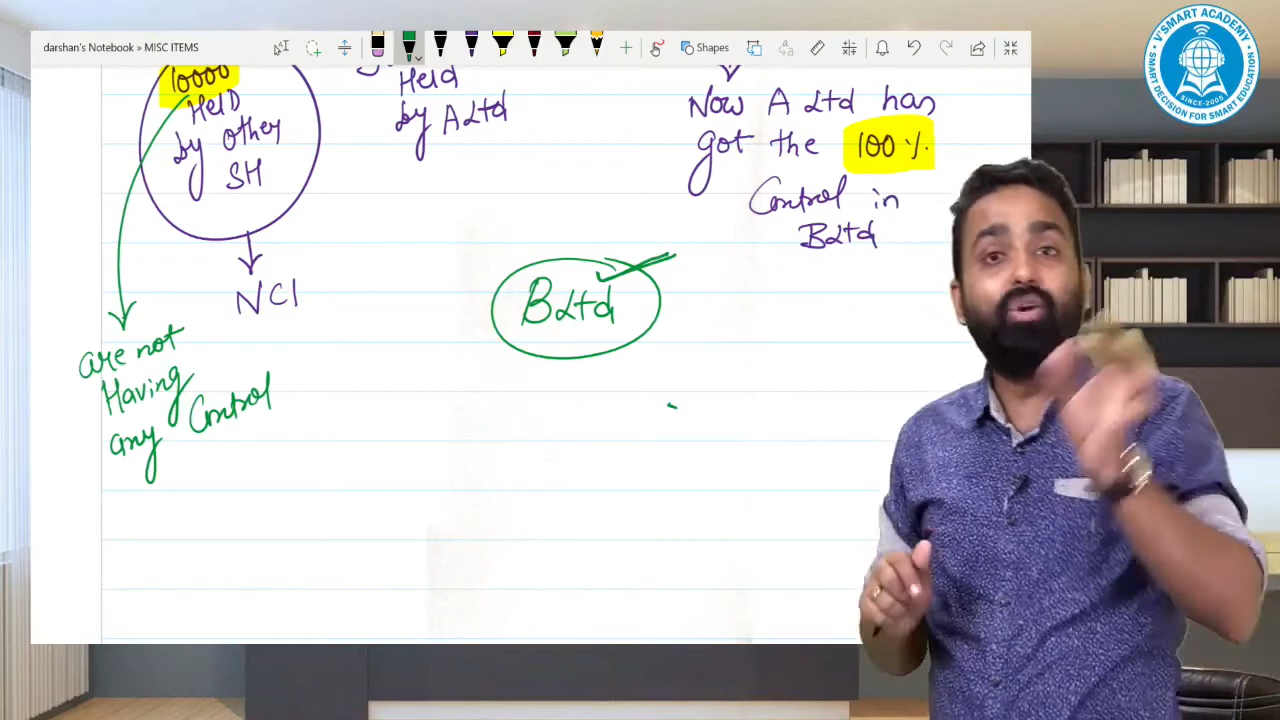 darshan's Notebook » MISC ITEMS
Shapes
V'SMART ACADEMY
SINCE-2005
SMART DECISION FOR SMART EDUCATION
10000
HelD
by other
SH
NCI
are not
Having
any Control
Held
by A Ltd
Now A Ltd has
got the 100 %
Control in
B Ltd
B Ltd